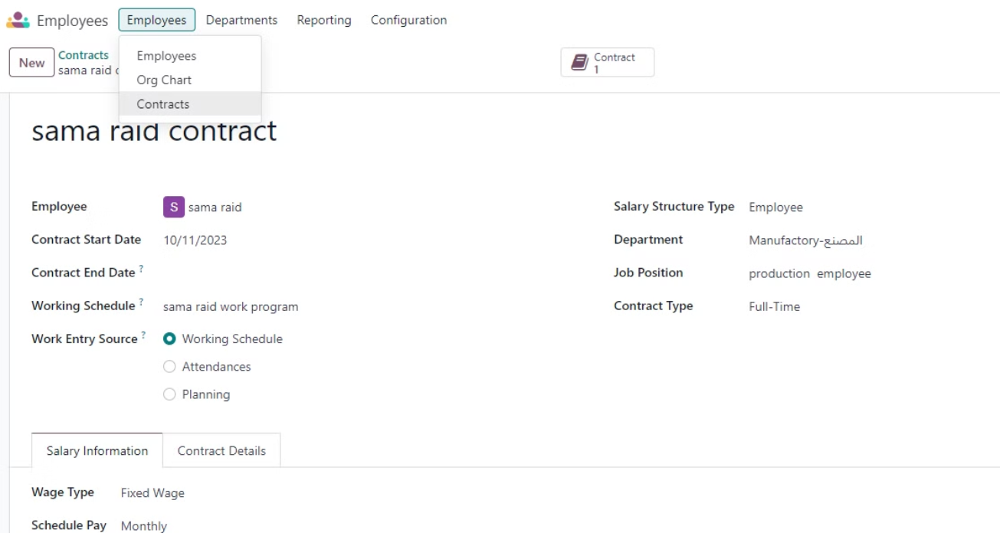 Employees Employees Departments Reporting Configuration
New Contracts
sama raid
Employees
Org Chart
Contracts
Contract
1
sama raid contract
Employee S sama raid
Contract Start Date 10/11/2023
Contract End Date ?
Working Schedule ? sama raid work program
Work Entry Source ? Working Schedule
Attendances
Planning
Salary Structure Type Employee
Department Manufactory-المصنع
Job Position production employee
Contract Type Full-Time
Salary Information Contract Details
Wage Type Fixed Wage
Schedule Pay Monthly